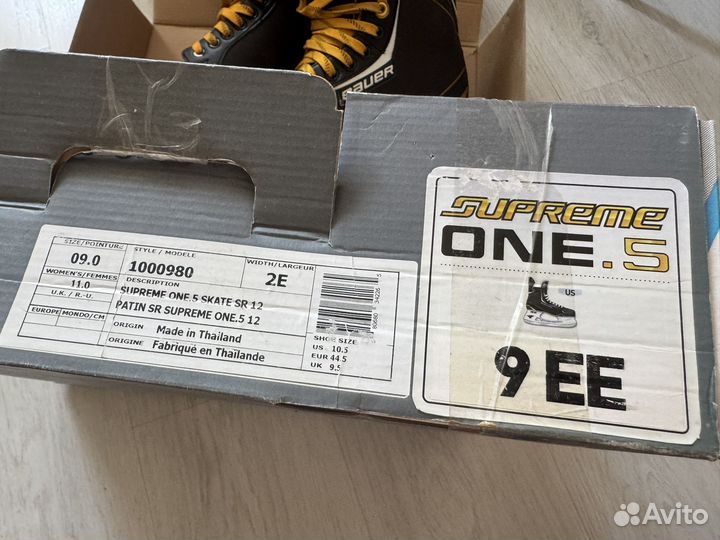 BAUER
SIZE/POINTURE
09.0
WOMEN'S/FEMMES
11.0
U.K. / R.-U.
EUROPE MONDO/CM
STYLE / MODELE
1000980
WIDTH/LARGEUR
2E
DESCRIPTION
SUPREME ONE.5 SKATE SR 12
PATIN SR SUPREME ONE.5 12
ORIGIN Made in Thailand
ORIGINE Fabriqué en Thaïlande
SHOE SIZE
US 10.5
EUR 44.5
UK 9.5
SUPREME
ONE.5
US
9 EE
Avito